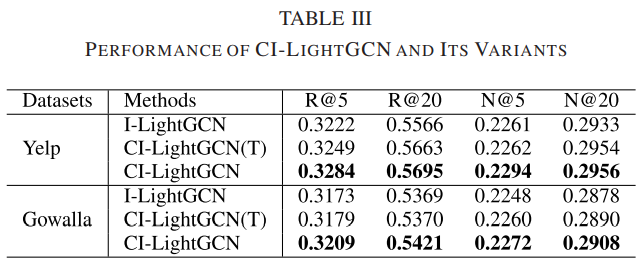 TABLE III
PERFORMANCE OF CI-LIGHTGCN AND ITS VARIANTS
Datasets Methods R@5 R@20 N@5 N@20
I-LightGCN 0.3222 0.5566 0.2261 0.2933
Yelp CI-LightGCN(T) 0.3249 0.5663 0.2262 0.2954
CI-LightGCN 0.3284 0.5695 0.2294 0.2956
I-LightGCN 0.3173 0.5369 0.2248 0.2878
Gowalla CI-LightGCN(T) 0.3179 0.5370 0.2260 0.2890
CI-LightGCN 0.3209 0.5421 0.2272 0.2908